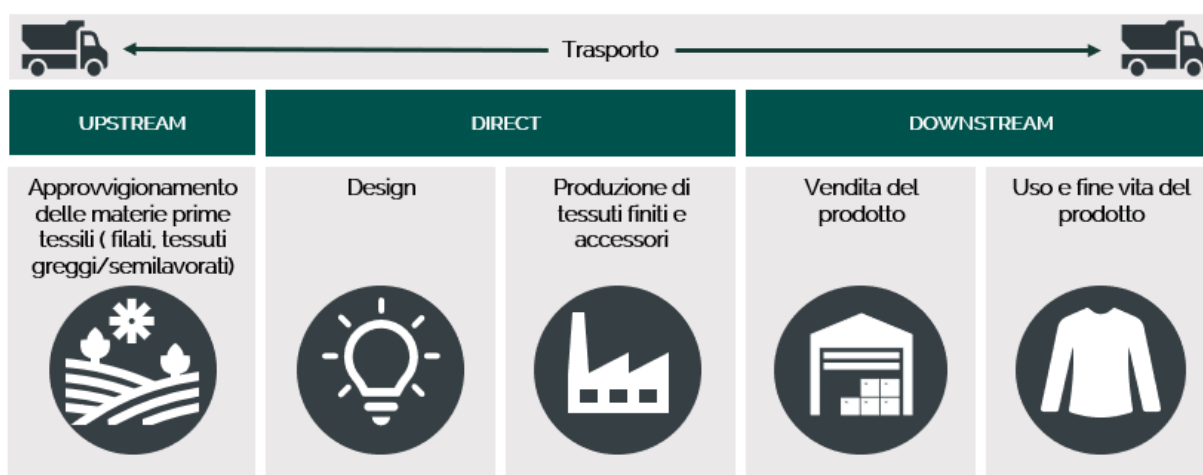 Trasporto
UPSTREAM
DIRECT
DOWNSTREAM
Approvvigionamento
delle materie prime
tessili ( filati, tessuti
greggi/semilavorati)
Design
Produzione di
tessuti finiti e
accessori
Vendita del
prodotto
Uso e fine vita del
prodotto